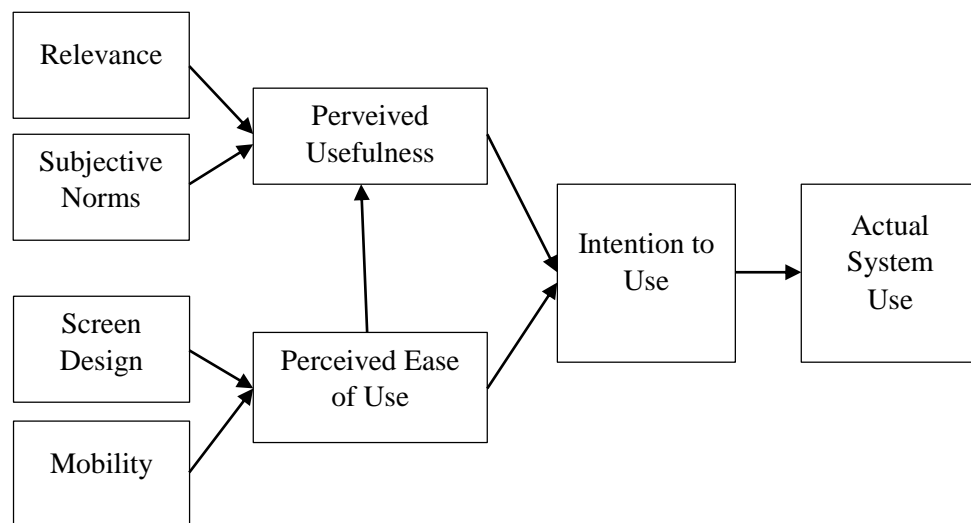 Relevance
Perveived
Usefulness
Subjective
Norms
Intention to
Use
Actual
System
Use
Screen
Design
Perceived Ease
of Use
Mobility